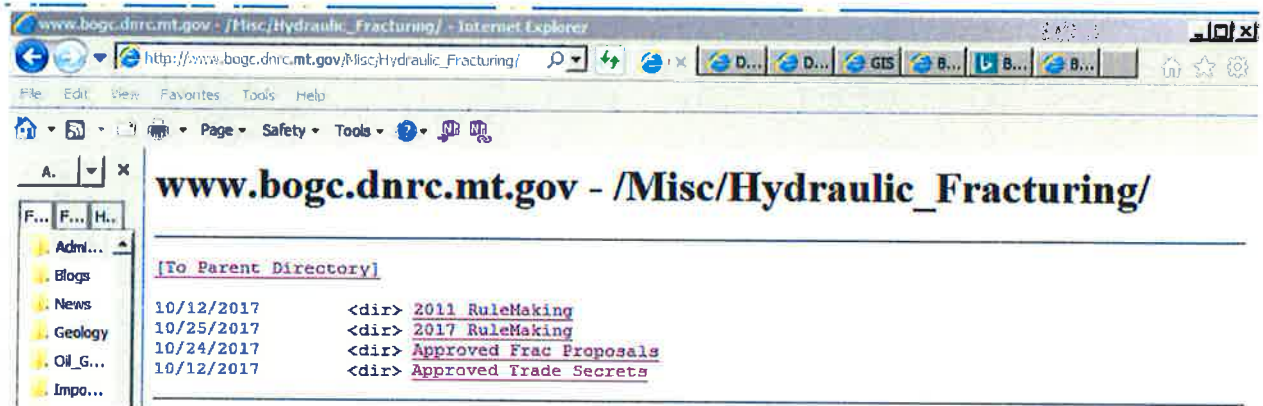 www.bogc.dnrc.mt.gov - /Misc/Hydraulic_Fracturing/ - Internet Explorer
http://www.bogc.dnrc.mt.gov/Misc/Hydraulic_Fracturing/ D... D... GIS B... B... B...
File Edit View Favorites Tools Help
Page Safety Tools
A.
F... F... H..
www.bogc.dnrc.mt.gov - /Misc/Hydraulic_Fracturing/
[To Parent Directory]
10/12/2017 <dir> 2011 RuleMaking
10/25/2017 <dir> 2017 RuleMaking
10/24/2017 <dir> Approved Frac Proposals
10/12/2017 <dir> Approved Trade Secrets
Admi...
Blogs
News
Geology
Oil_G...
Impo...